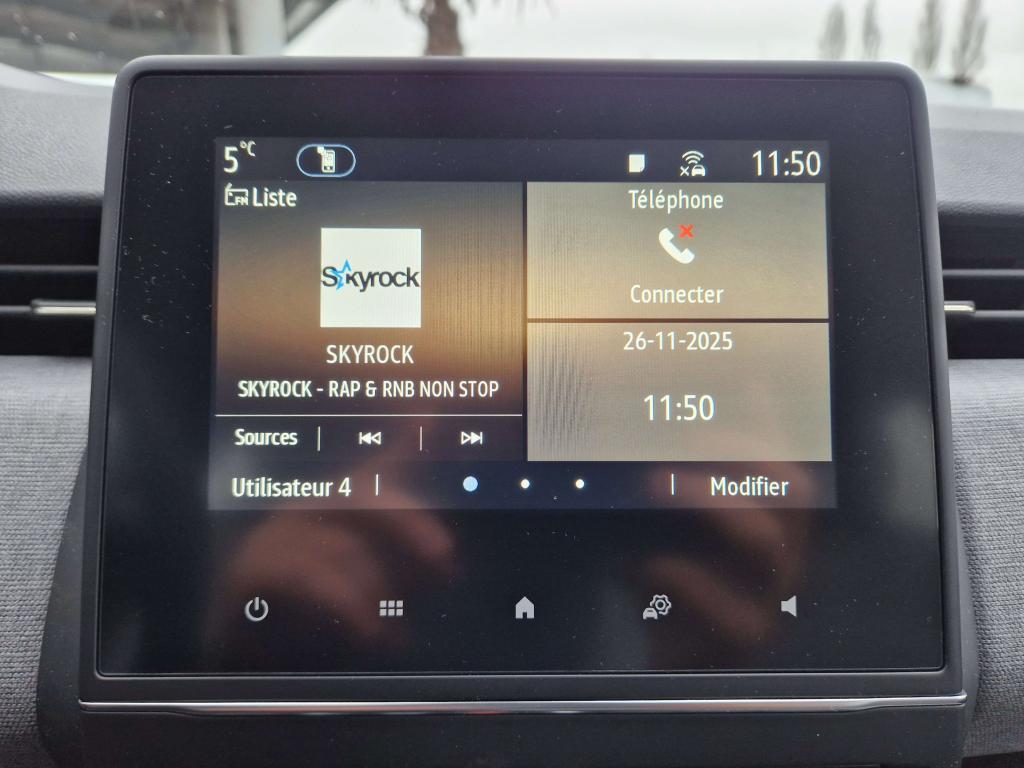 5°C
11:50
FM Liste
Skyrock
SKYROCK
SKYROCK - RAP & RNB NON STOP
Sources
Téléphone
Connecter
26-11-2025
11:50
Utilisateur 4
Modifier